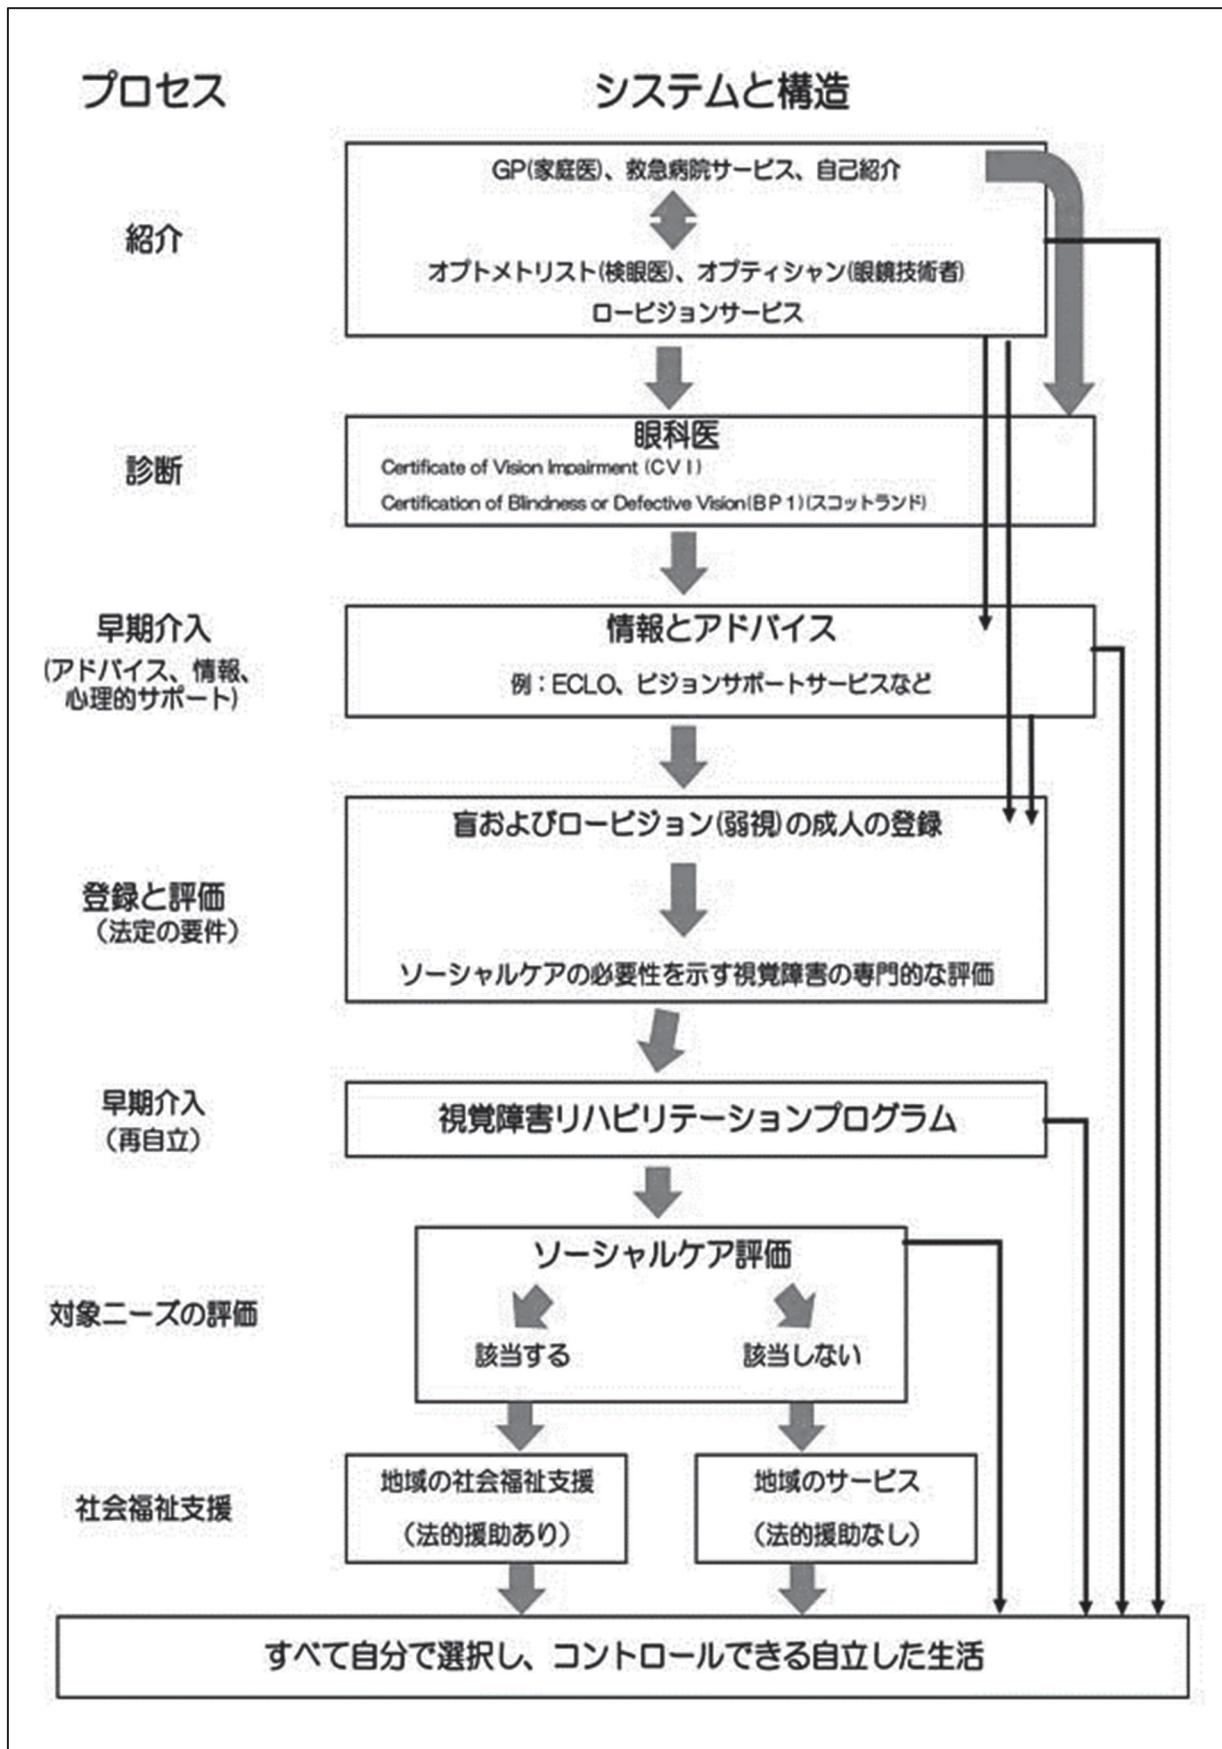 プロセス
システムと構造
紹介
GP(家庭医)、救急病院サービス、自己紹介
オプトメトリスト(検眼医)、オプティシャン(眼鏡技術者)
ロービジョンサービス
診断
眼科医
Certificate of Vision Impairment (CVI)
Certification of Blindness or Defective Vision(BP1)(スコットランド)
早期介入
(アドバイス、情報、
心理的サポート)
情報とアドバイス
例：ECLO、ビジョンサポートサービスなど
登録と評価
（法定の要件）
盲およびロービジョン(弱視)の成人の登録
ソーシャルケアの必要性を示す視覚障害の専門的な評価
早期介入
（再自立）
視覚障害リハビリテーションプログラム
対象ニーズの評価
ソーシャルケア評価
該当する
該当しない
社会福祉支援
地域の社会福祉支援
（法的援助あり）
地域のサービス
（法的援助なし）
すべて自分で選択し、コントロールできる自立した生活